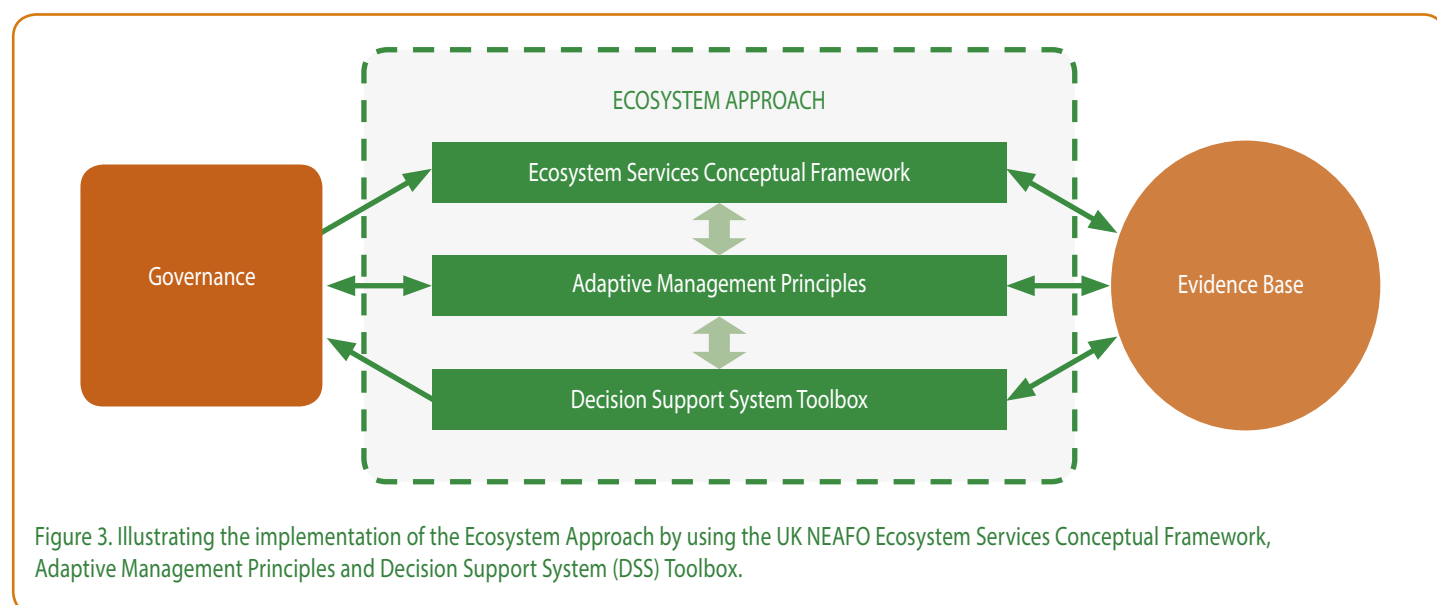 ECOSYSTEM APPROACH
Ecosystem Services Conceptual Framework
Governance
Adaptive Management Principles
Evidence Base
Decision Support System Toolbox
Figure 3. Illustrating the implementation of the Ecosystem Approach by using the UK NEAFO Ecosystem Services Conceptual Framework,
Adaptive Management Principles and Decision Support System (DSS) Toolbox.